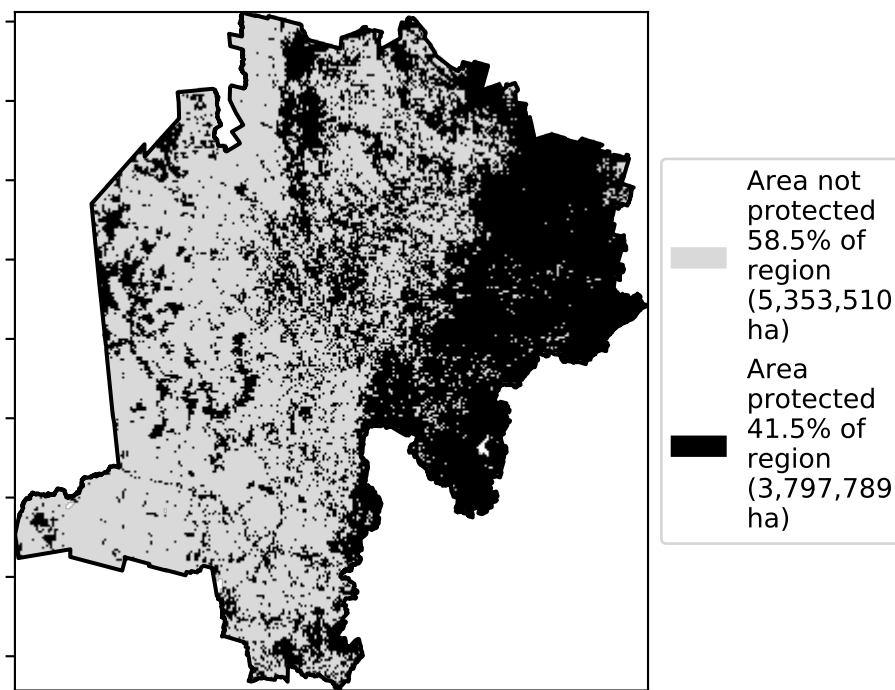 Area not
protected
58.5% of
region
(5,353,510
ha)
Area
protected
41.5% of
region
(3,797,789
ha)